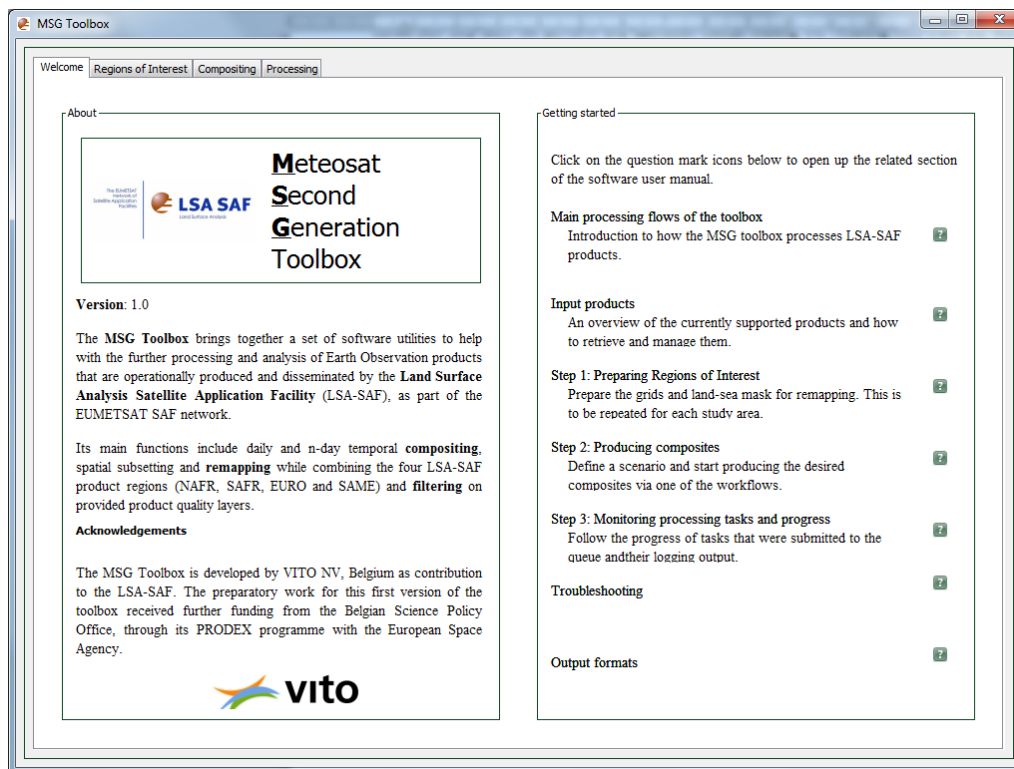 MSG Toolbox
Welcome
Regions of Interest
Compositing
Processing
About
The EUMETSAT
Network of
Satellite Application
Facilities
LSA SAF
Land Surface Analysis
Meteosat
Second
Generation
Toolbox
Version: 1.0
The MSG Toolbox brings together a set of software utilities to help
with the further processing and analysis of Earth Observation products
that are operationally produced and disseminated by the Land Surface
Analysis Satellite Application Facility (LSA-SAF), as part of the
EUMETSAT SAF network.
Its main functions include daily and n-day temporal compositing,
spatial subsetting and remapping while combining the four LSA-SAF
product regions (NAFR, SAFR, EURO and SAME) and filtering on
provided product quality layers.
Acknowledgements
The MSG Toolbox is developed by VITO NV, Belgium as contribution
to the LSA-SAF. The preparatory work for this first version of the
toolbox received further funding from the Belgian Science Policy
Office, through its PRODEX programme with the European Space
Agency.
vito
Getting started
Click on the question mark icons below to open up the related section
of the software user manual.
Main processing flows of the toolbox
Introduction to how the MSG toolbox processes LSA-SAF
products.
?
Input products
An overview of the currently supported products and how
to retrieve and manage them.
?
Step 1: Preparing Regions of Interest
Prepare the grids and land-sea mask for remapping. This is
to be repeated for each study area.
?
Step 2: Producing composites
Define a scenario and start producing the desired
composites via one of the workflows.
?
Step 3: Monitoring processing tasks and progress
Follow the progress of tasks that were submitted to the
queue andtheir logging output.
?
Troubleshooting
?
Output formats
?